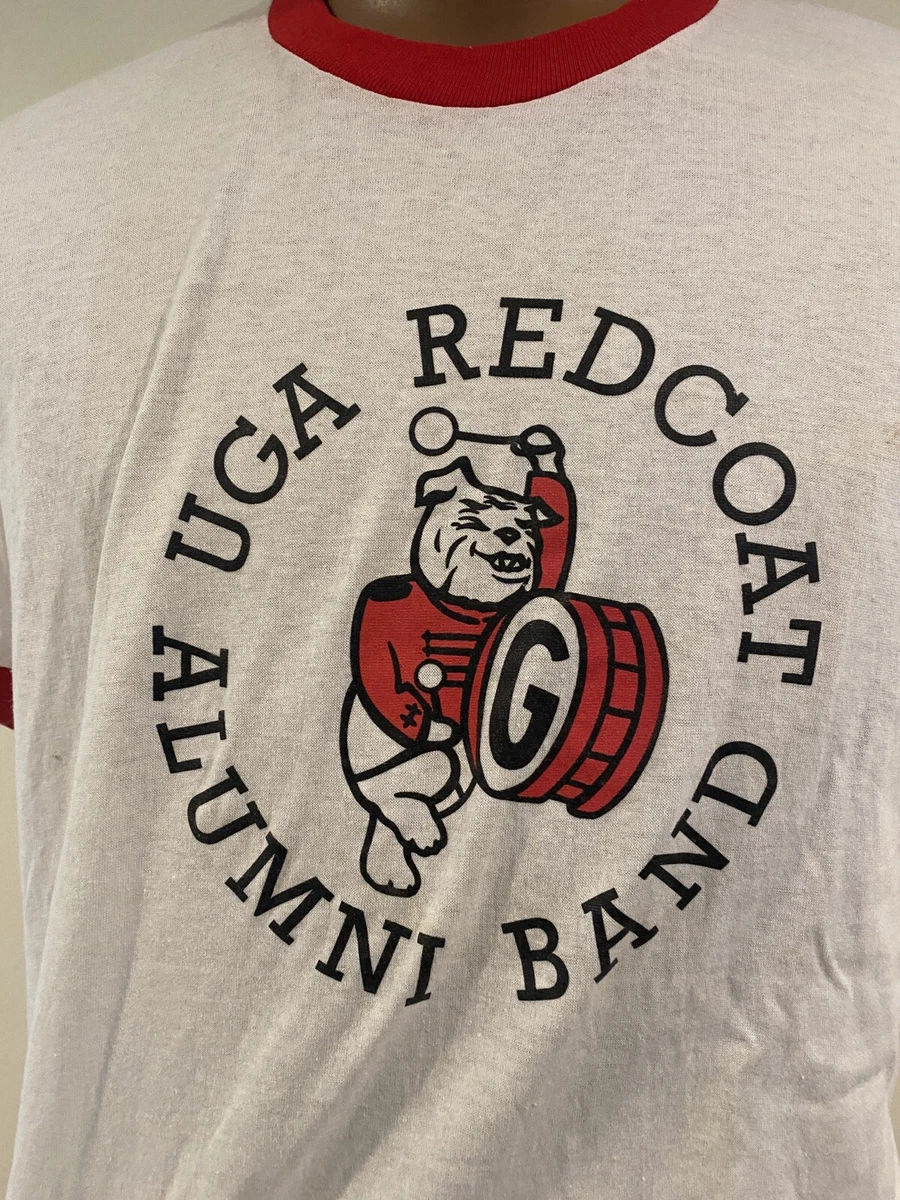 UGA REDCOAT
ALUMNI BAND
G